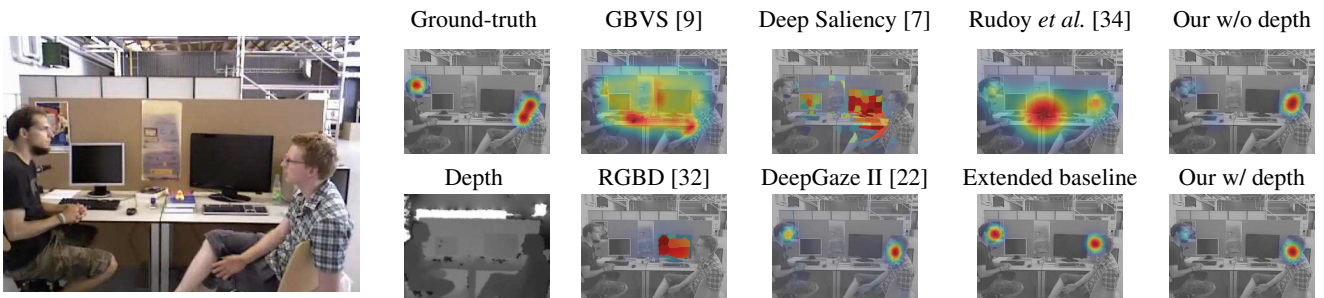 Ground-truth GBVS [9] Deep Saliency [7] Rudoy et al. [34] Our w/o depth
Depth RGBD [32] DeepGaze II [22] Extended baseline Our w/ depth